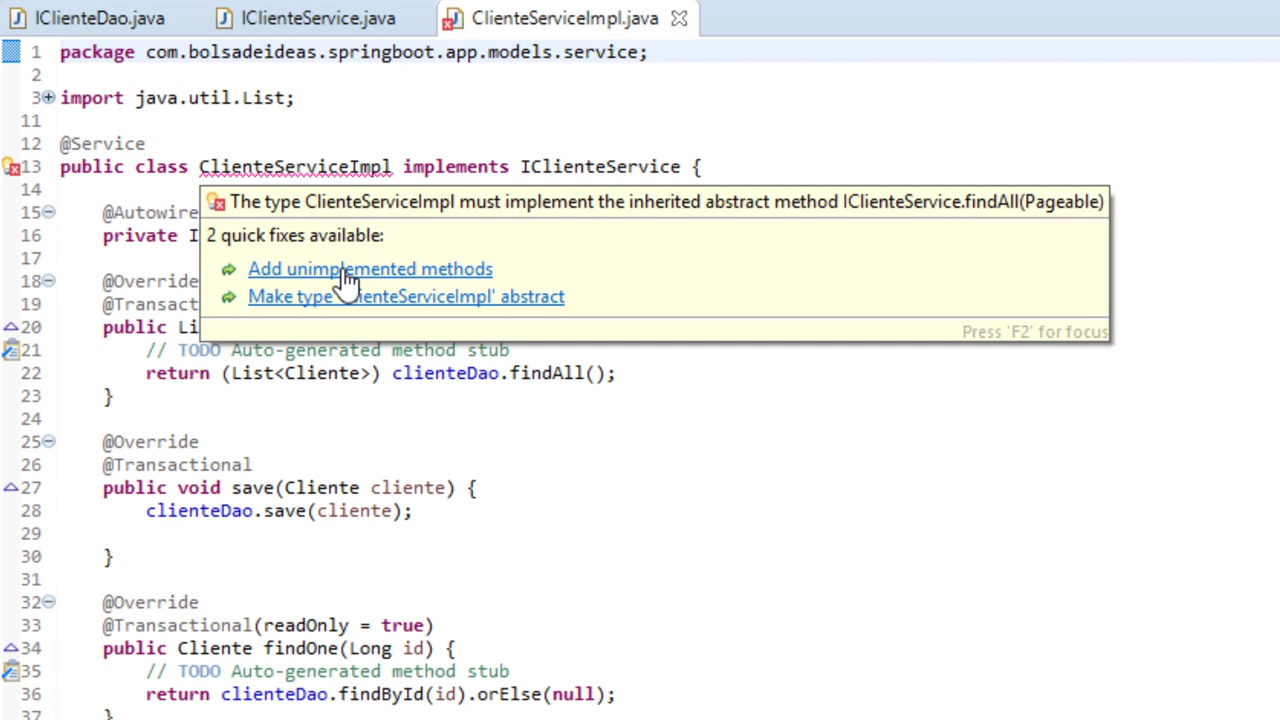 IClienteDao.java IClienteService.java ClienteServiceImpl.java
1 package com.bolsadeideas.springboot.app.models.service;
2
3 import java.util.List;
11
12 @Service
13 public class ClienteServiceImpl implements IClienteService {
14
The type ClienteServiceImpl must implement the inherited abstract method IClienteService.findAll(Pageable)
15 @Autowire
16 private I
2 quick fixes available:
17
18 @Override
Add unimplemented methods
19 @Transact
Make type 'ClienteServiceImpl' abstract
20 public Li
Press 'F2' for focus
21 // TODO Auto-generated method stub
22 return (List<Cliente>) clienteDao.findAll();
23 }
24
25 @Override
26 @Transactional
27 public void save(Cliente cliente) {
28 clienteDao.save(cliente);
29
30 }
31
32 @Override
33 @Transactional(readOnly = true)
34 public Cliente findOne(Long id) {
35 // TODO Auto-generated method stub
36 return clienteDao.findById(id).orElse(null);
37 }